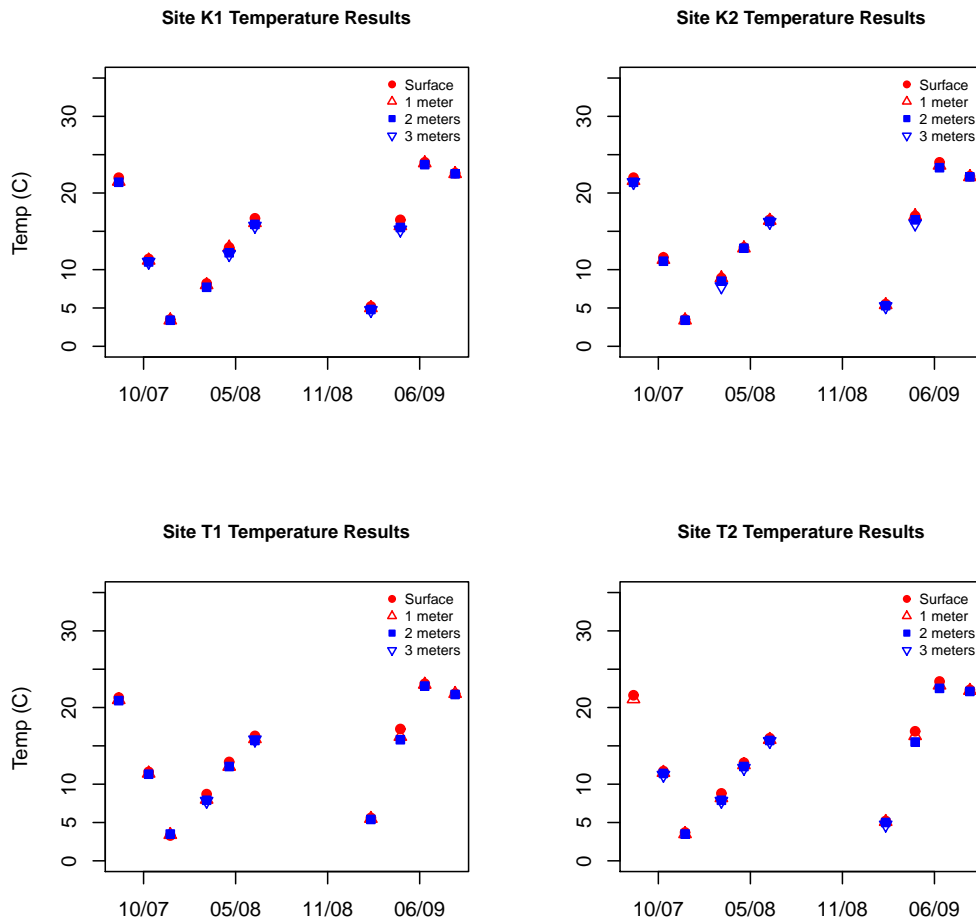 Site K1 Temperature Results
Temp (C)
30
20
10
5
0
Surface
1 meter
2 meters
3 meters
10/07 05/08 11/08 06/09
Site K2 Temperature Results
30
20
10
5
0
Surface
1 meter
2 meters
3 meters
10/07 05/08 11/08 06/09
Site T1 Temperature Results
Temp (C)
30
20
10
5
0
Surface
1 meter
2 meters
3 meters
10/07 05/08 11/08 06/09
Site T2 Temperature Results
30
20
10
5
0
Surface
1 meter
2 meters
3 meters
10/07 05/08 11/08 06/09